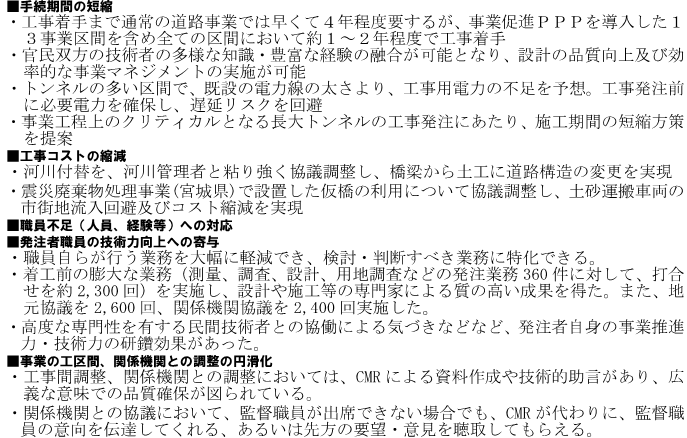 ■手続期間の短縮
・工事着手まで通常の道路事業では早くて４年程度要するが、事業促進ＰＰＰを導入した１
３事業区間を含め全ての区間において約１～２年程度で工事着手
・官民双方の技術者の多様な知識・豊富な経験の融合が可能となり、設計の品質向上及び効
率的な事業マネジメントの実施が可能
・トンネルの多い区間で、既設の電力線の太さより、工事用電力の不足を予想。工事発注前
に必要電力を確保し、遅延リスクを回避
・事業工程上のクリティカルとなる長大トンネルの工事発注にあたり、施工期間の短縮方策
を提案
■工事コストの縮減
・河川付替を、河川管理者と粘り強く協議調整し、橋梁から土工に道路構造の変更を実現
・震災廃棄物処理事業(宮城県)で設置した仮橋の利用について協議調整し、土砂運搬車両の
市街地流入回避及びコスト縮減を実現
■職員不足（人員、経験等）への対応
■発注者職員の技術力向上への寄与
・職員自らが行う業務を大幅に軽減でき、検討・判断すべき業務に特化できる。
・着工前の膨大な業務（測量、調査、設計、用地調査などの発注業務 360 件に対して、打合
せを約 2,300 回）を実施し、設計や施工等の専門家による質の高い成果を得た。また、地
元協議を 2,600 回、関係機関協議を 2,400 回実施した。
・高度な専門性を有する民間技術者との協働による気づきなどなど、発注者自身の事業推進
力・技術力の研鑽効果があった。
■事業の工区間、関係機関との調整の円滑化
・工事間調整、関係機関との調整においては、CMR による資料作成や技術的助言があり、広
義な意味での品質確保が図られている。
・関係機関との協議において、監督職員が出席できない場合でも、CMR が代わりに、監督職
員の意向を伝達してくれる、あるいは先方の要望・意見を聴取してもらえる。